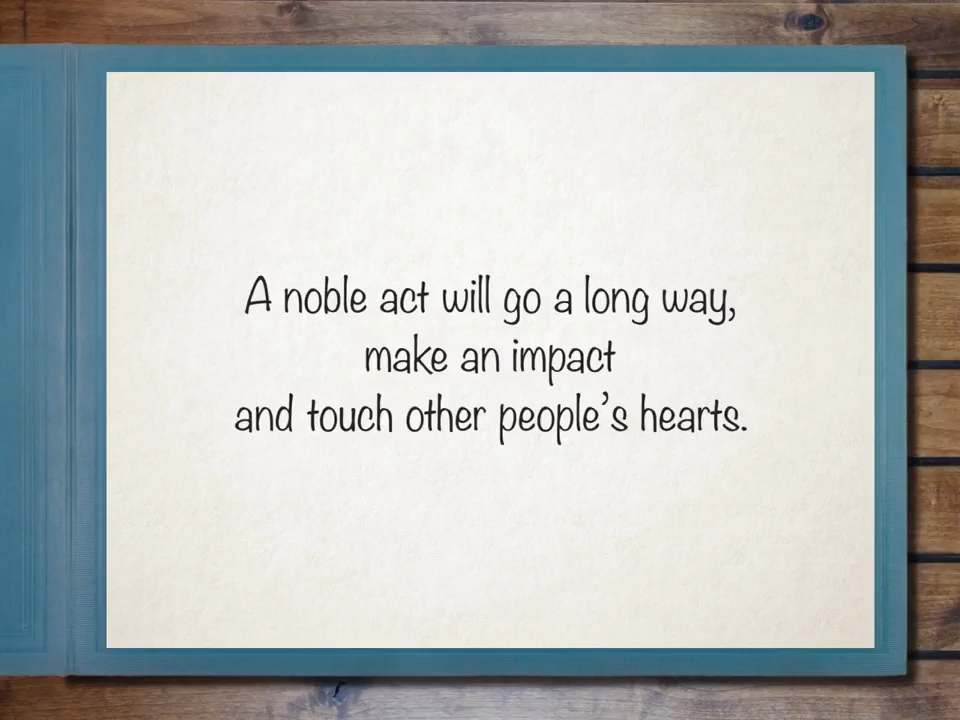 A noble act will go a long way,
make an impact
and touch other people’s hearts.